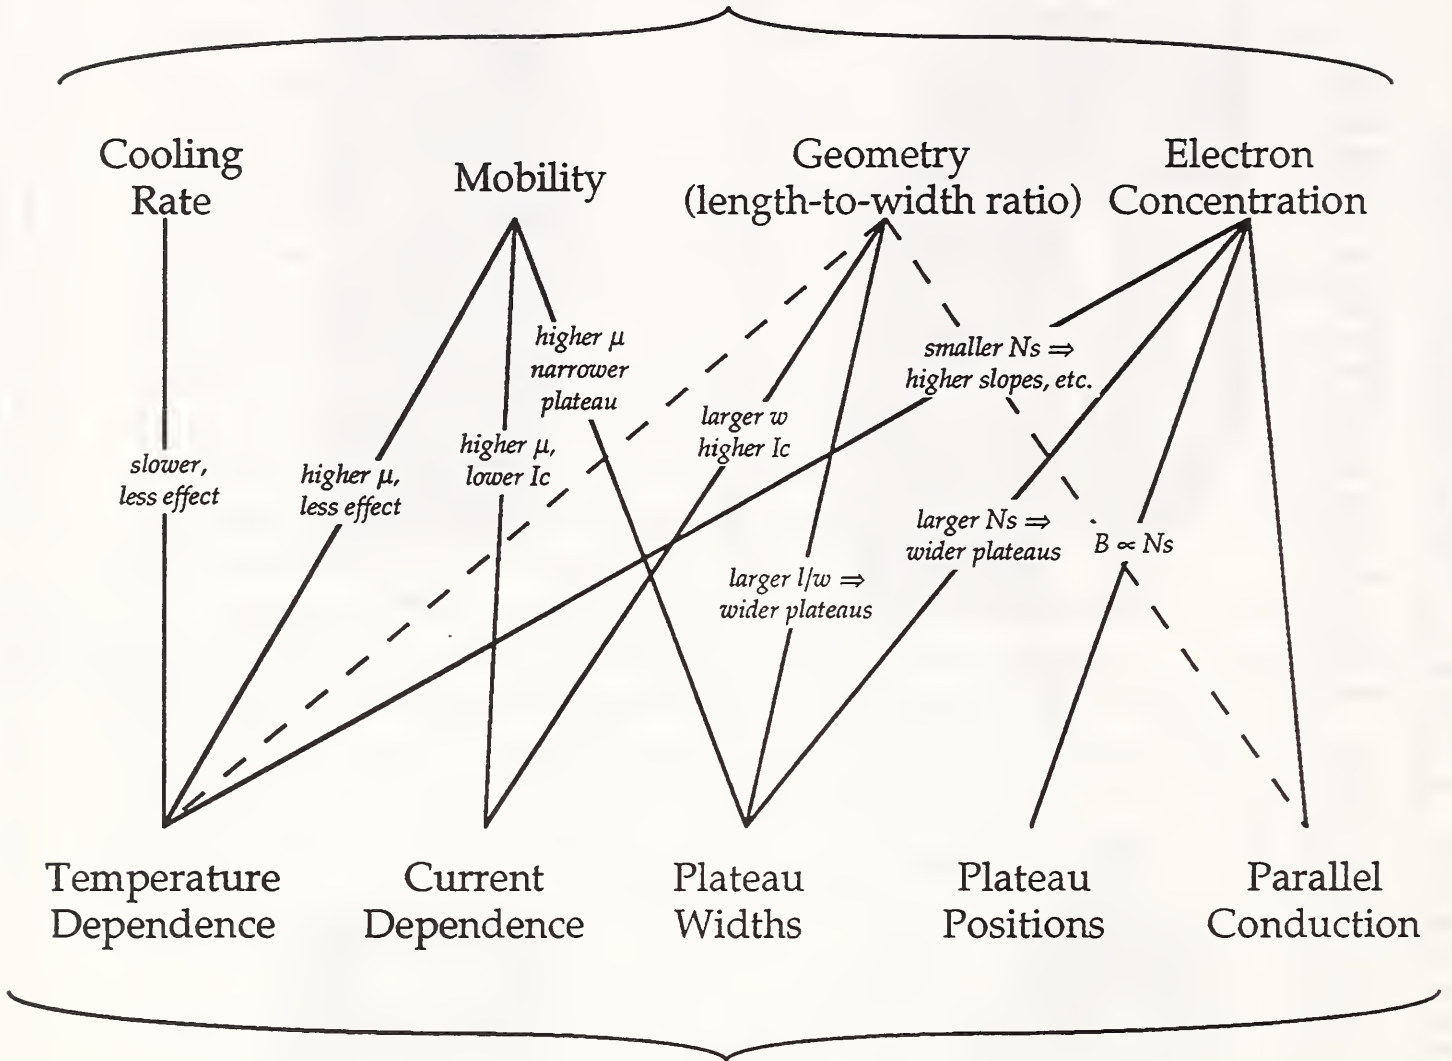 Cooling
Rate
Mobility
Geometry
(length-to-width ratio)
Electron
Concentration
higher μ
narrower
plateau
smaller Ns ⇒
higher slopes, etc.
larger w
higher Ic
higher μ,
lower Ic
slower,
less effect
higher μ,
less effect
larger Ns ⇒
wider plateaus
B ∝ Ns
larger l/w ⇒
wider plateaus
Temperature
Dependence
Current
Dependence
Plateau
Widths
Plateau
Positions
Parallel
Conduction